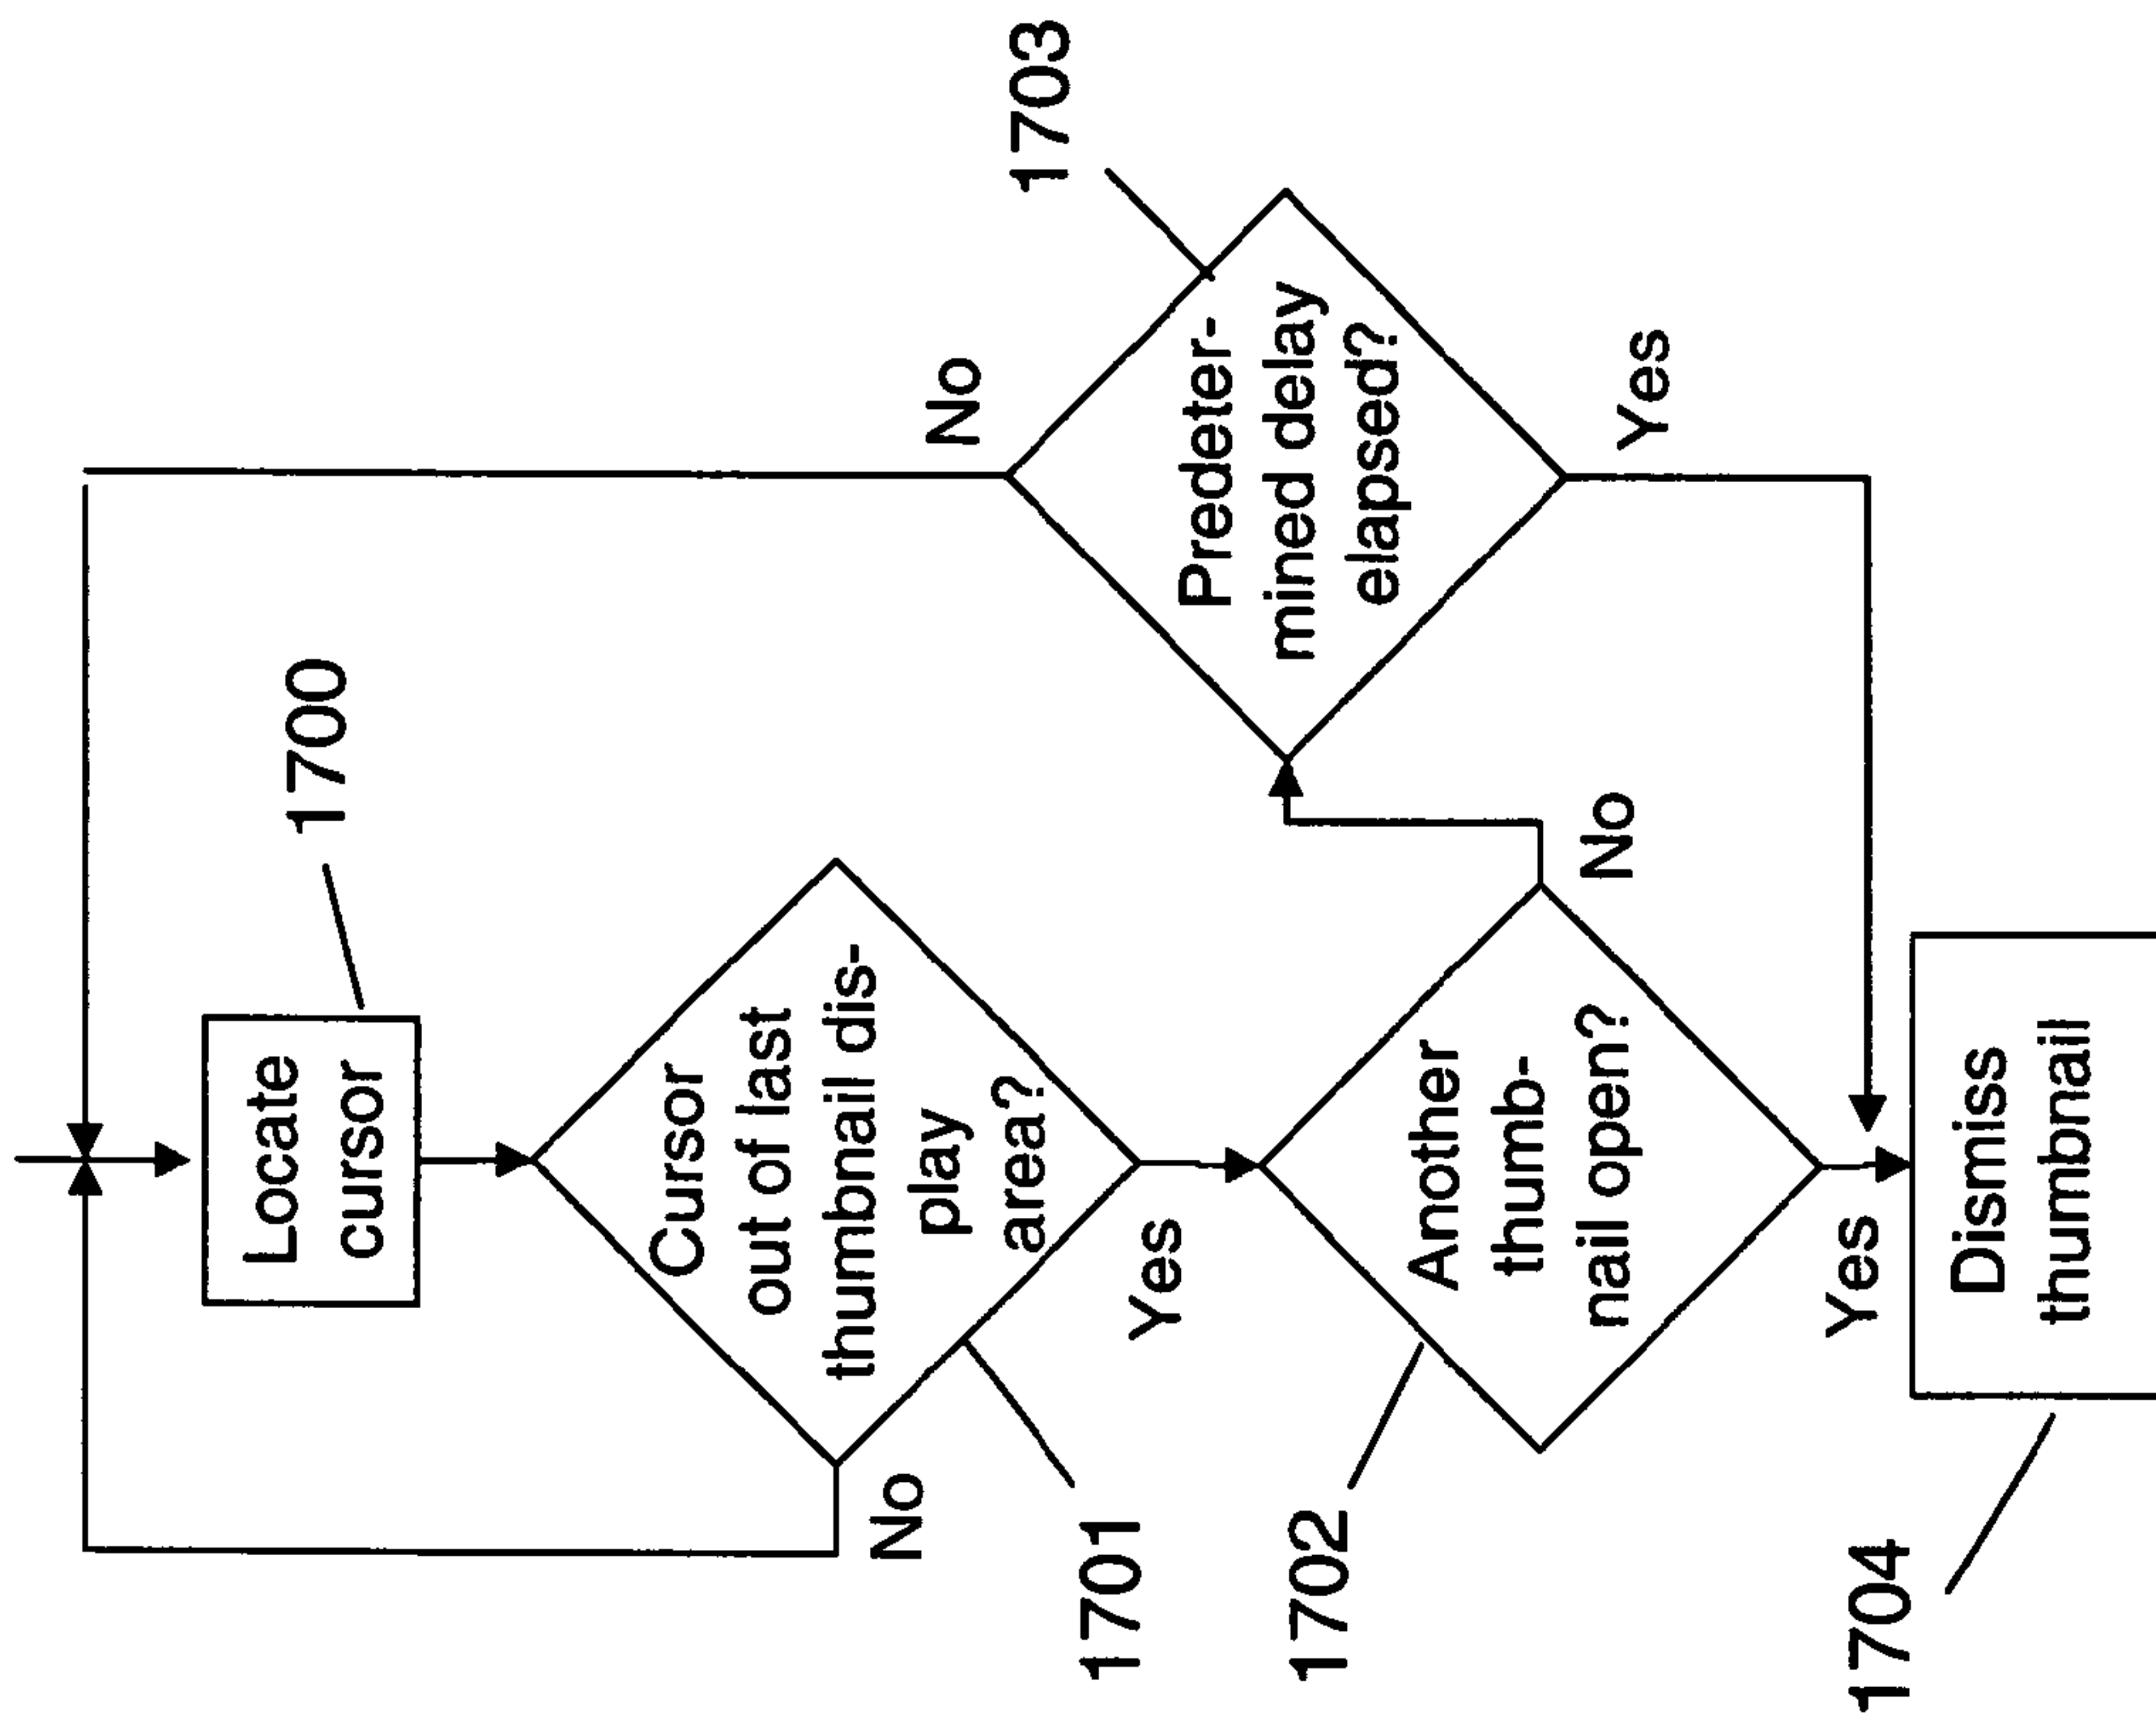 1700
Locate
cursor
Cursor
out of last
thumbnail dis-
play
area?
No
Yes
1701
Another
thumb-
nail open?
1702
No
Yes
Predeter-
mined delay
elapsed?
1703
No
Yes
Dismiss
thumbnail
1704